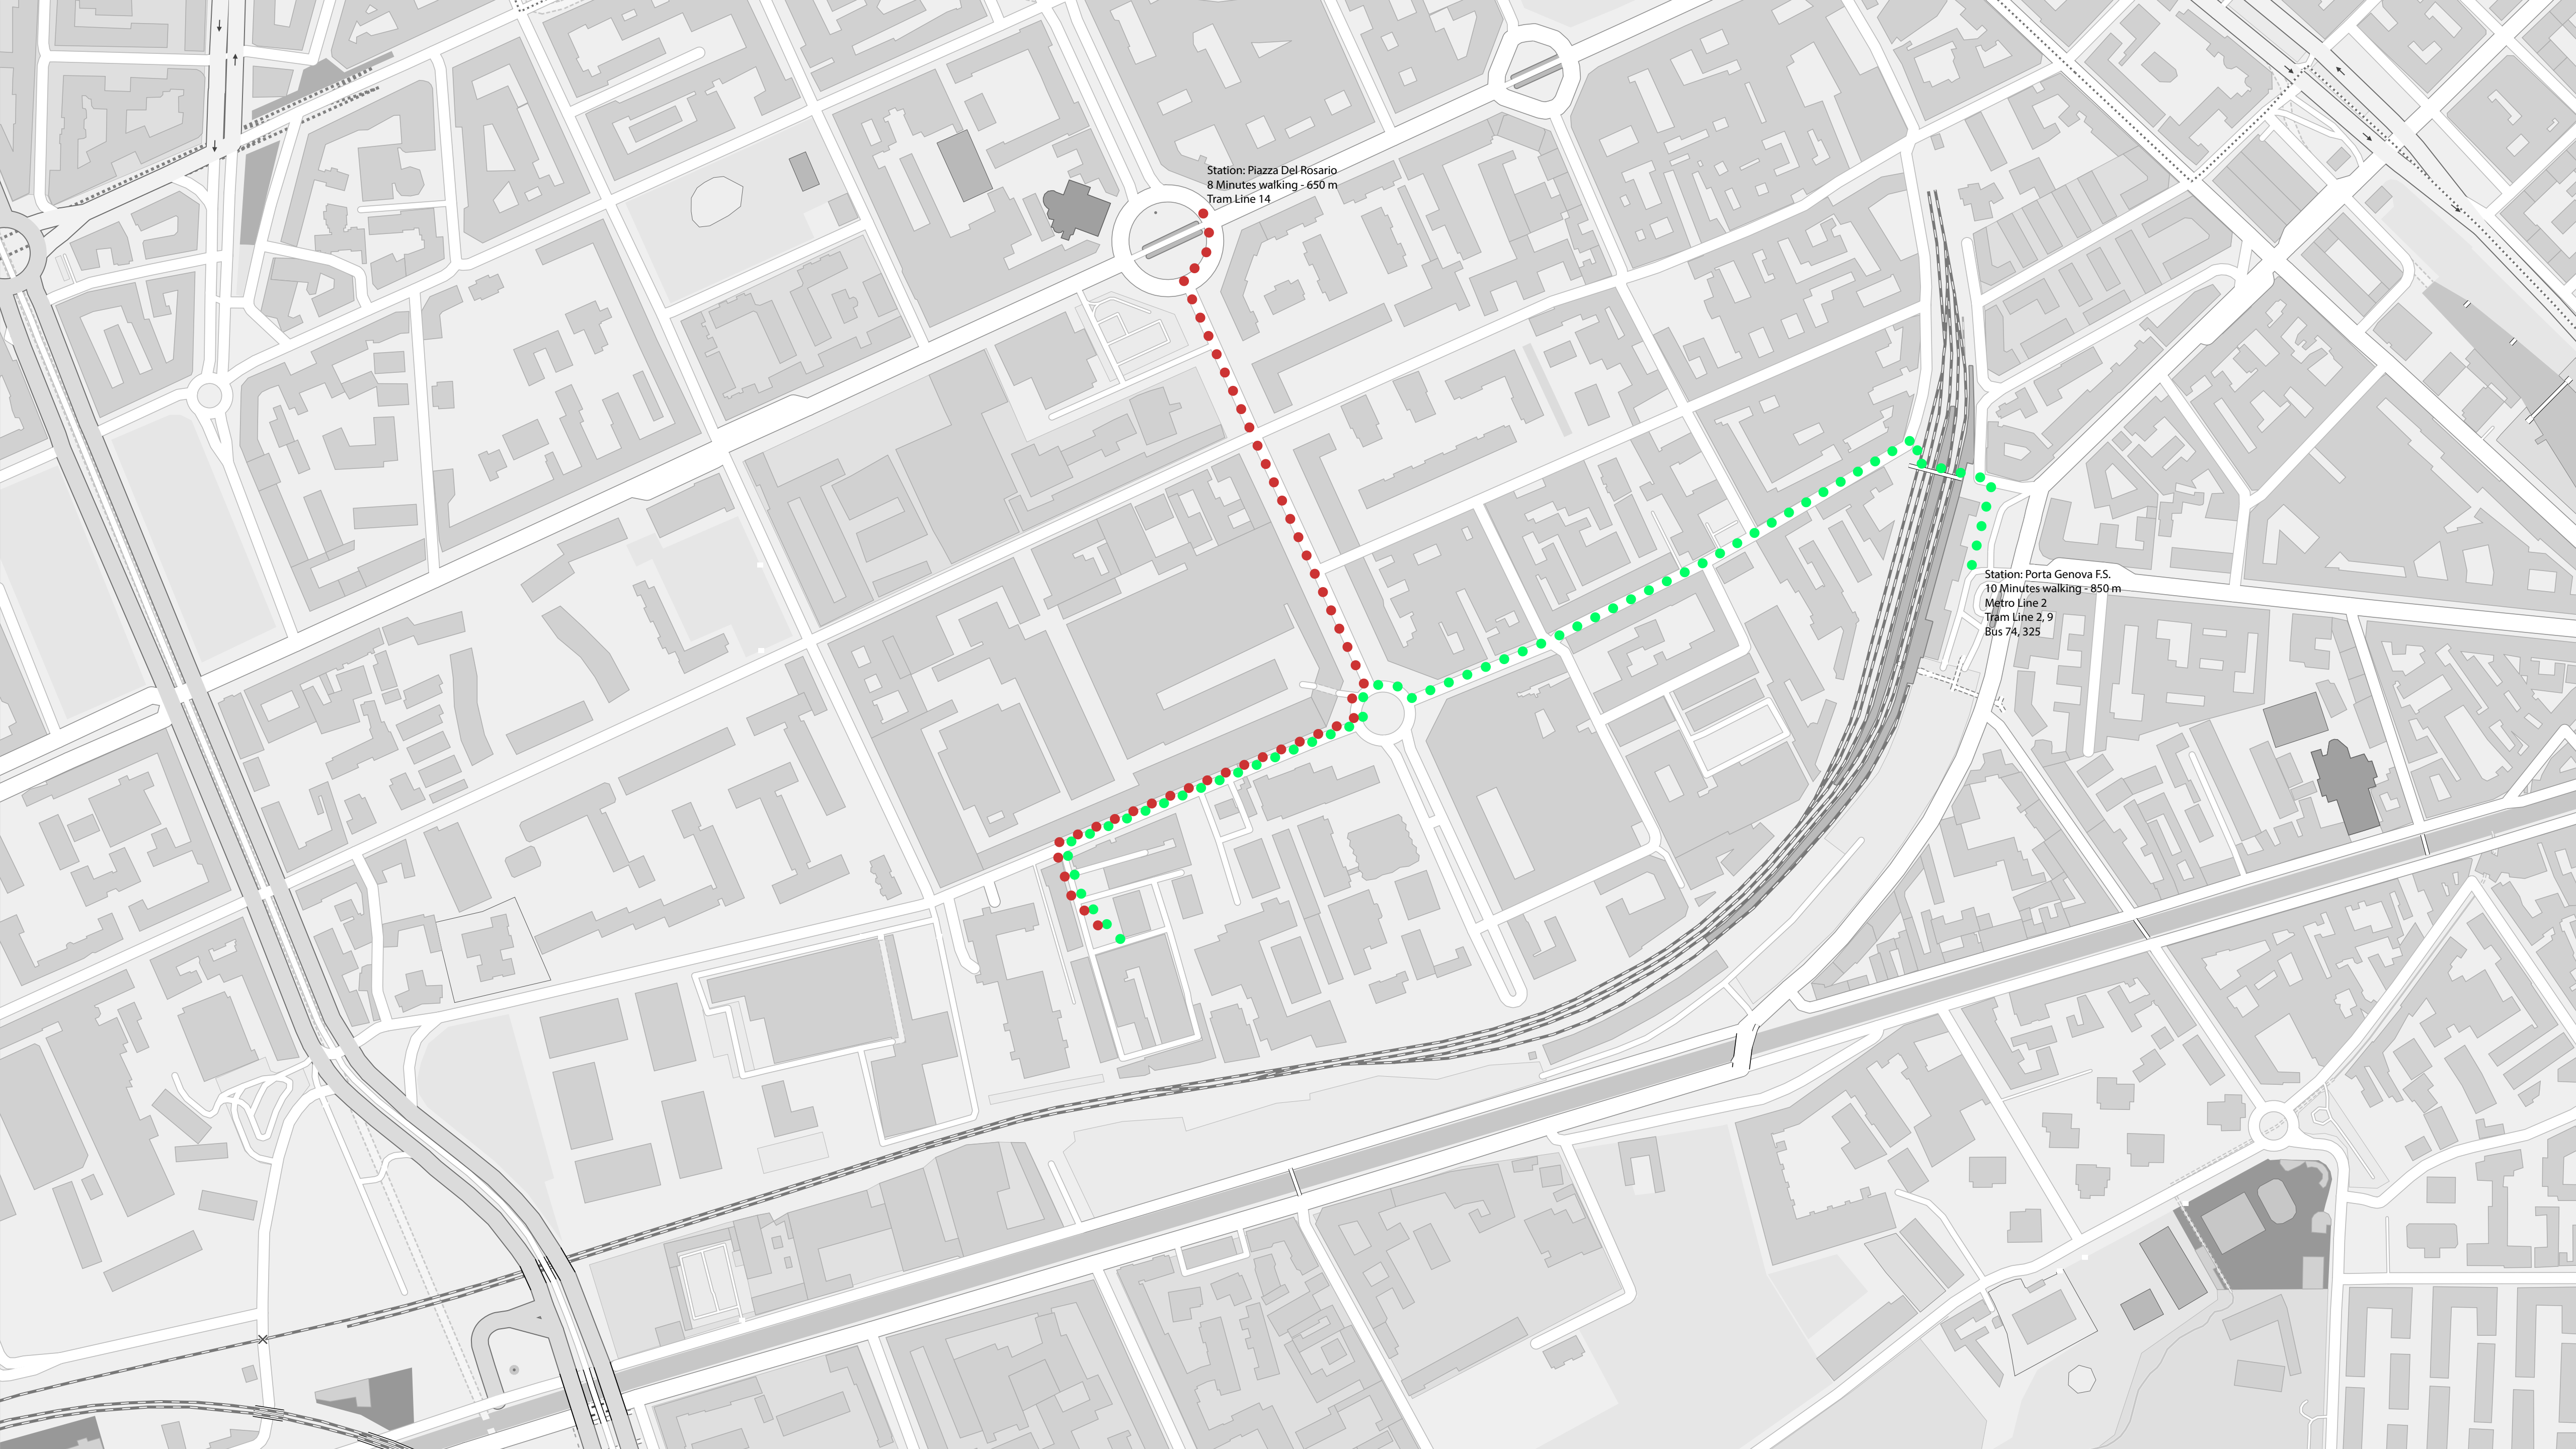 Station: Piazza Del Rosario
8 Minutes walking - 650 m
Tram Line 14
Station: Porta Genova F.S.
10 Minutes walking - 850 m
Metro Line 2
Tram Line 2, 9
Bus 74, 325